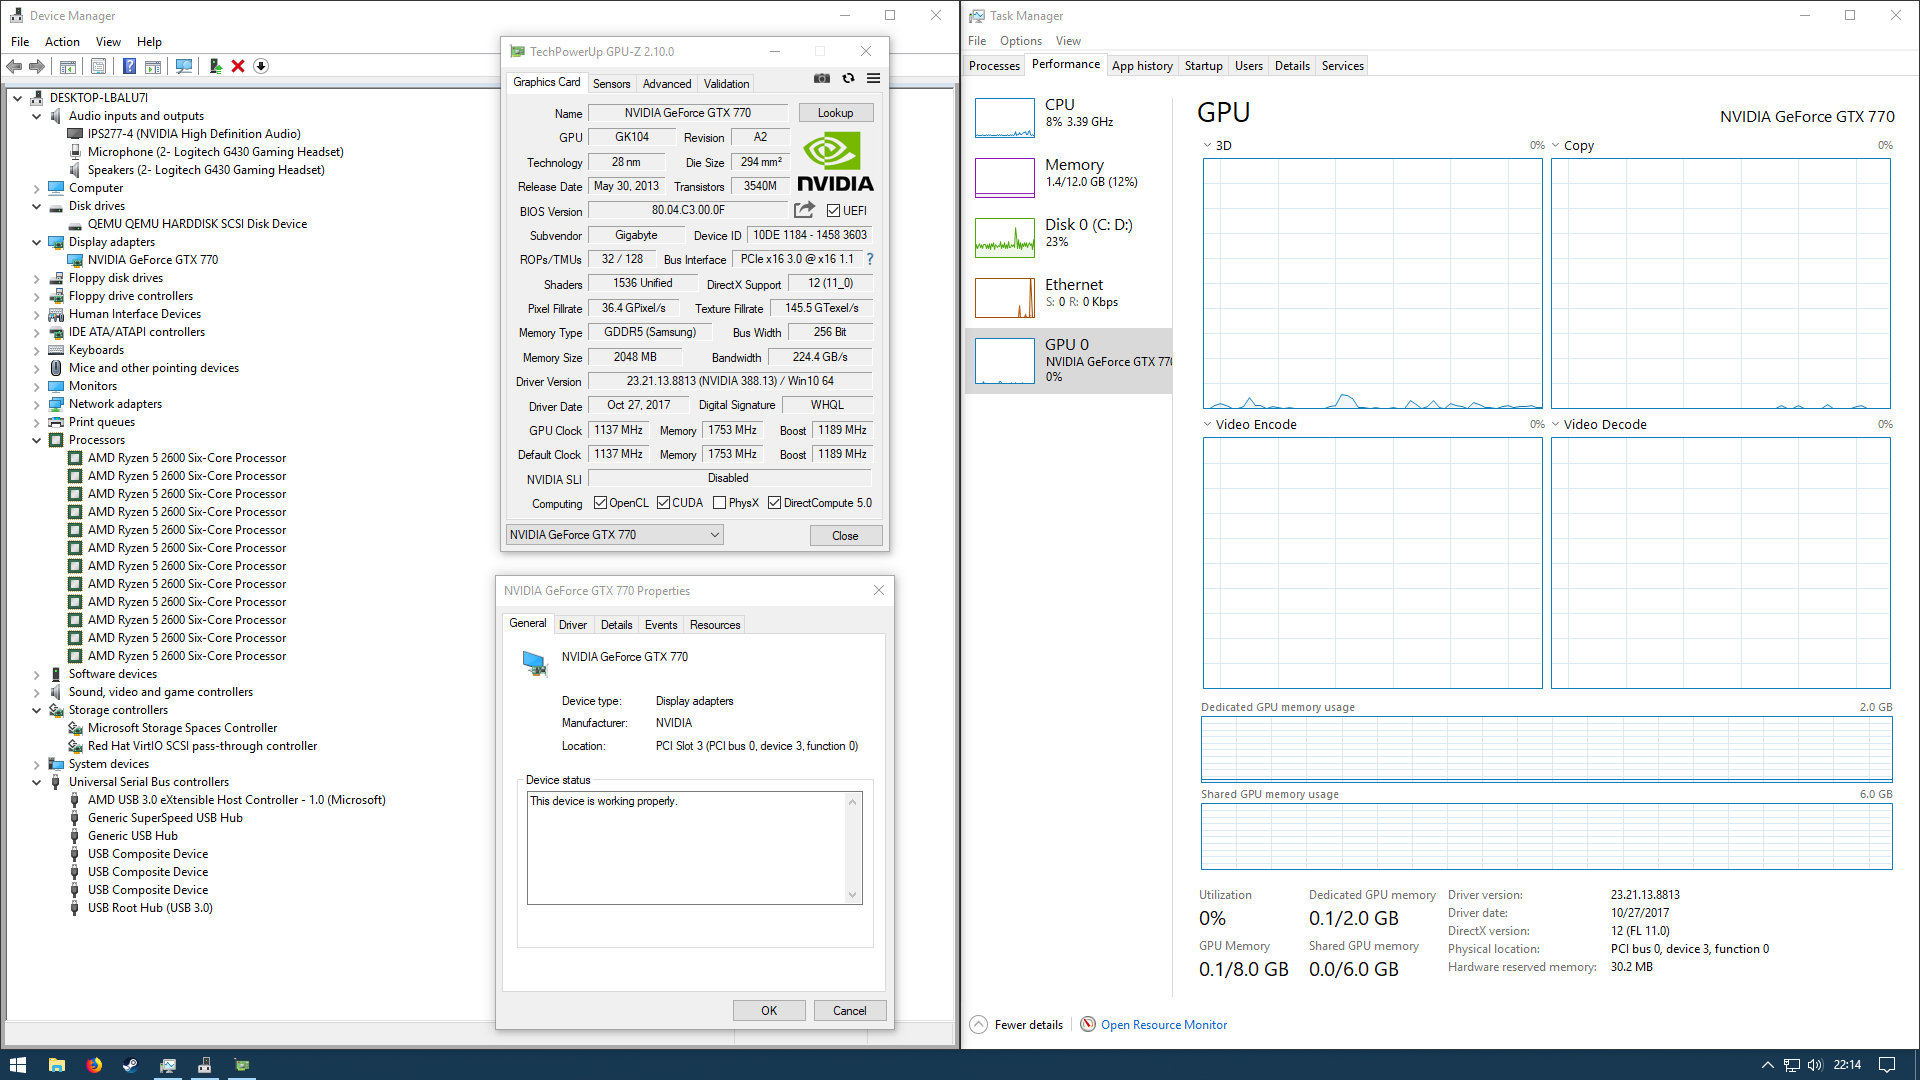 Device Manager
File Action View Help
DESKTOP-LBALU7I
Audio inputs and outputs
IPS277-4 (NVIDIA High Definition Audio)
Microphone (2- Logitech G430 Gaming Headset)
Speakers (2- Logitech G430 Gaming Headset)
Computer
Disk drives
QEMU QEMU HARDDISK SCSI Disk Device
Display adapters
NVIDIA GeForce GTX 770
Floppy disk drives
Floppy drive controllers
Human Interface Devices
IDE ATA/ATAPI controllers
Keyboards
Mice and other pointing devices
Monitors
Network adapters
Print queues
Processors
AMD Ryzen 5 2600 Six-Core Processor
AMD Ryzen 5 2600 Six-Core Processor
AMD Ryzen 5 2600 Six-Core Processor
AMD Ryzen 5 2600 Six-Core Processor
AMD Ryzen 5 2600 Six-Core Processor
AMD Ryzen 5 2600 Six-Core Processor
AMD Ryzen 5 2600 Six-Core Processor
AMD Ryzen 5 2600 Six-Core Processor
AMD Ryzen 5 2600 Six-Core Processor
AMD Ryzen 5 2600 Six-Core Processor
AMD Ryzen 5 2600 Six-Core Processor
AMD Ryzen 5 2600 Six-Core Processor
Software devices
Sound, video and game controllers
Storage controllers
Microsoft Storage Spaces Controller
Red Hat VirtIO SCSI pass-through controller
System devices
Universal Serial Bus controllers
AMD USB 3.0 eXtensible Host Controller - 1.0 (Microsoft)
Generic SuperSpeed USB Hub
Generic USB Hub
USB Composite Device
USB Composite Device
USB Composite Device
USB Root Hub (USB 3.0)
TechPowerUp GPU-Z 2.10.0
Graphics Card Sensors Advanced Validation
Name NVIDIA GeForce GTX 770 Lookup
GPU GK104 Revision A2
Technology 28 nm Die Size 294 mm²
NVIDIA
Release Date May 30, 2013 Transistors 3540M
BIOS Version 80.04.C3.00.0F UEFI
Subvendor Gigabyte Device ID 10DE 1184 - 1458 3603
ROPs/TMUs 32 / 128 Bus Interface PCIe x16 3.0 @ x16 1.1 ?
Shaders 1536 Unified DirectX Support 12 (11_0)
Pixel Fillrate 36.4 GPixel/s Texture Fillrate 145.5 GTexel/s
Memory Type GDDR5 (Samsung) Bus Width 256 Bit
Memory Size 2048 MB Bandwidth 224.4 GB/s
Driver Version 23.21.13.8813 (NVIDIA 388.13) / Win10 64
Driver Date Oct 27, 2017 Digital Signature WHQL
GPU Clock 1137 MHz Memory 1753 MHz Boost 1189 MHz
Default Clock 1137 MHz Memory 1753 MHz Boost 1189 MHz
NVIDIA SLI Disabled
Computing OpenCL CUDA PhysX DirectCompute 5.0
NVIDIA GeForce GTX 770 Close
NVIDIA GeForce GTX 770 Properties
General Driver Details Events Resources
NVIDIA GeForce GTX 770
Device type: Display adapters
Manufacturer: NVIDIA
Location: PCI Slot 3 (PCI bus 0, device 3, function 0)
Device status
This device is working properly.
OK Cancel
Task Manager
File Options View
Processes Performance App history Startup Users Details Services
CPU
8% 3.39 GHz
Memory
1.4/12.0 GB (12%)
Disk 0 (C: D:)
23%
Ethernet
S: 0 R: 0 Kbps
GPU 0
NVIDIA GeForce GTX 770
0%
GPU NVIDIA GeForce GTX 770
3D 0% Copy 0%
Video Encode 0% Video Decode 0%
Dedicated GPU memory usage 2.0 GB
Shared GPU memory usage 6.0 GB
Utilization
0%
Dedicated GPU memory
0.1/2.0 GB
GPU Memory
0.1/8.0 GB
Shared GPU memory
0.0/6.0 GB
Driver version: 23.21.13.8813
Driver date: 10/27/2017
DirectX version: 12 (FL 11.0)
Physical location: PCI bus 0, device 3, function 0
Hardware reserved memory: 30.2 MB
Fewer details Open Resource Monitor
22:14